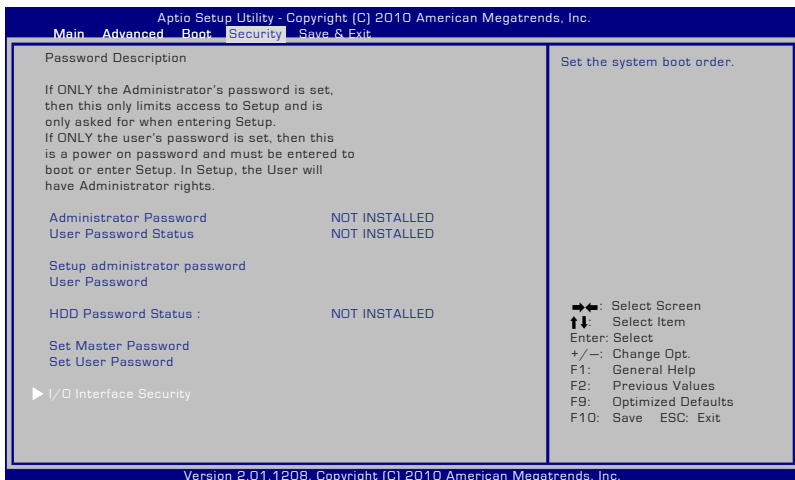 Aptio Setup Utility - Copyright (C) 2010 American Megatrends, Inc.
Main Advanced Boot Security Save & Exit
Password Description
If ONLY the Administrator's password is set,
then this only limits access to Setup and is
only asked for when entering Setup.
If ONLY the user's password is set, then this
is a power on password and must be entered to
boot or enter Setup. In Setup, the User will
have Administrator rights.
Administrator Password NOT INSTALLED
User Password Status NOT INSTALLED
Setup administrator password
User Password
HDD Password Status : NOT INSTALLED
Set Master Password
Set User Password
I/O Interface Security
Set the system boot order.
→←: Select Screen
↑↓: Select Item
Enter: Select
+/—: Change Opt.
F1: General Help
F2: Previous Values
F9: Optimized Defaults
F10: Save ESC: Exit
Version 2.01.1208. Copyright (C) 2010 American Megatrends, Inc.